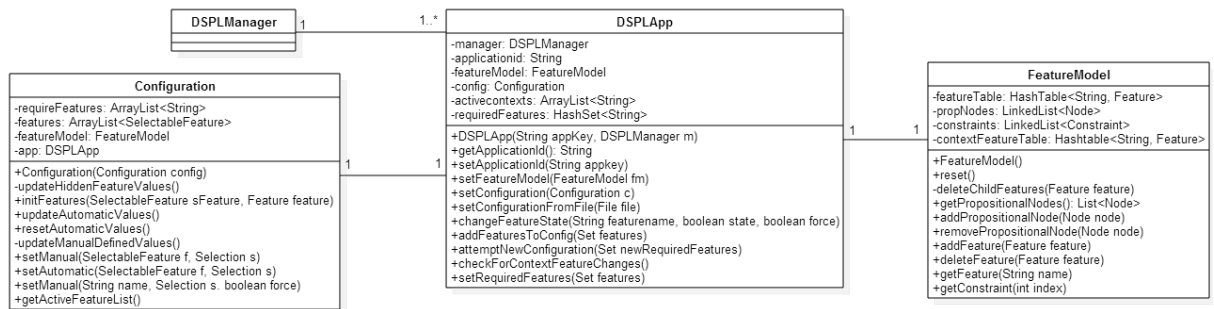 DSPLManager
1
1..*
DSPLApp
-manager: DSPLManager
-applicationid: String
-featureModel: FeatureModel
-config: Configuration
-activecontexts: ArrayList<String>
-requiredFeatures: HashSet<String>
+DSPLApp(String appKey, DSPLManager m)
+getApplicationId(): String
+setApplicationId(String appkey)
+setFeatureModel(FeatureModel fm)
+setConfiguration(Configuration c)
+setConfigurationFromFile(File file)
+changeFeatureState(String featurename, boolean state, boolean force)
+addFeaturesToConfig(Set features)
+attemptNewConfiguration(Set newRequiredFeatures)
+checkForContextFeatureChanges()
+setRequiredFeatures(Set features)
Configuration
-requireFeatures: ArrayList<String>
-features: ArrayList<SelectableFeature>
-featureModel: FeatureModel
-app: DSPLApp
+Configuration(Configuration config)
-updateHiddenFeatureValues()
+initFeatures(SelectableFeature sFeature, Feature feature)
+updateAutomaticValues()
+resetAutomaticValues()
-updateManualDefinedValues()
+setManual(SelectableFeature f, Selection s)
+setAutomatic(SelectableFeature f, Selection s)
+setManual(String name, Selection s. boolean force)
+getActiveFeatureList()
1
1
1
1
FeatureModel
-featureTable: HashTable<String, Feature>
-propNodes: LinkedList<Node>
-constraints: LinkedList<Constraint>
-contextFeatureTable: Hashtable<String, Feature>
+FeatureModel()
+reset()
-deleteChildFeatures(Feature feature)
+getPropositionalNodes(): List<Node>
+addPropositionalNode(Node node)
+removePropositionalNode(Node node)
+addFeature(Feature feature)
+deleteFeature(Feature feature)
+getFeature(String name)
+getConstraint(int index)